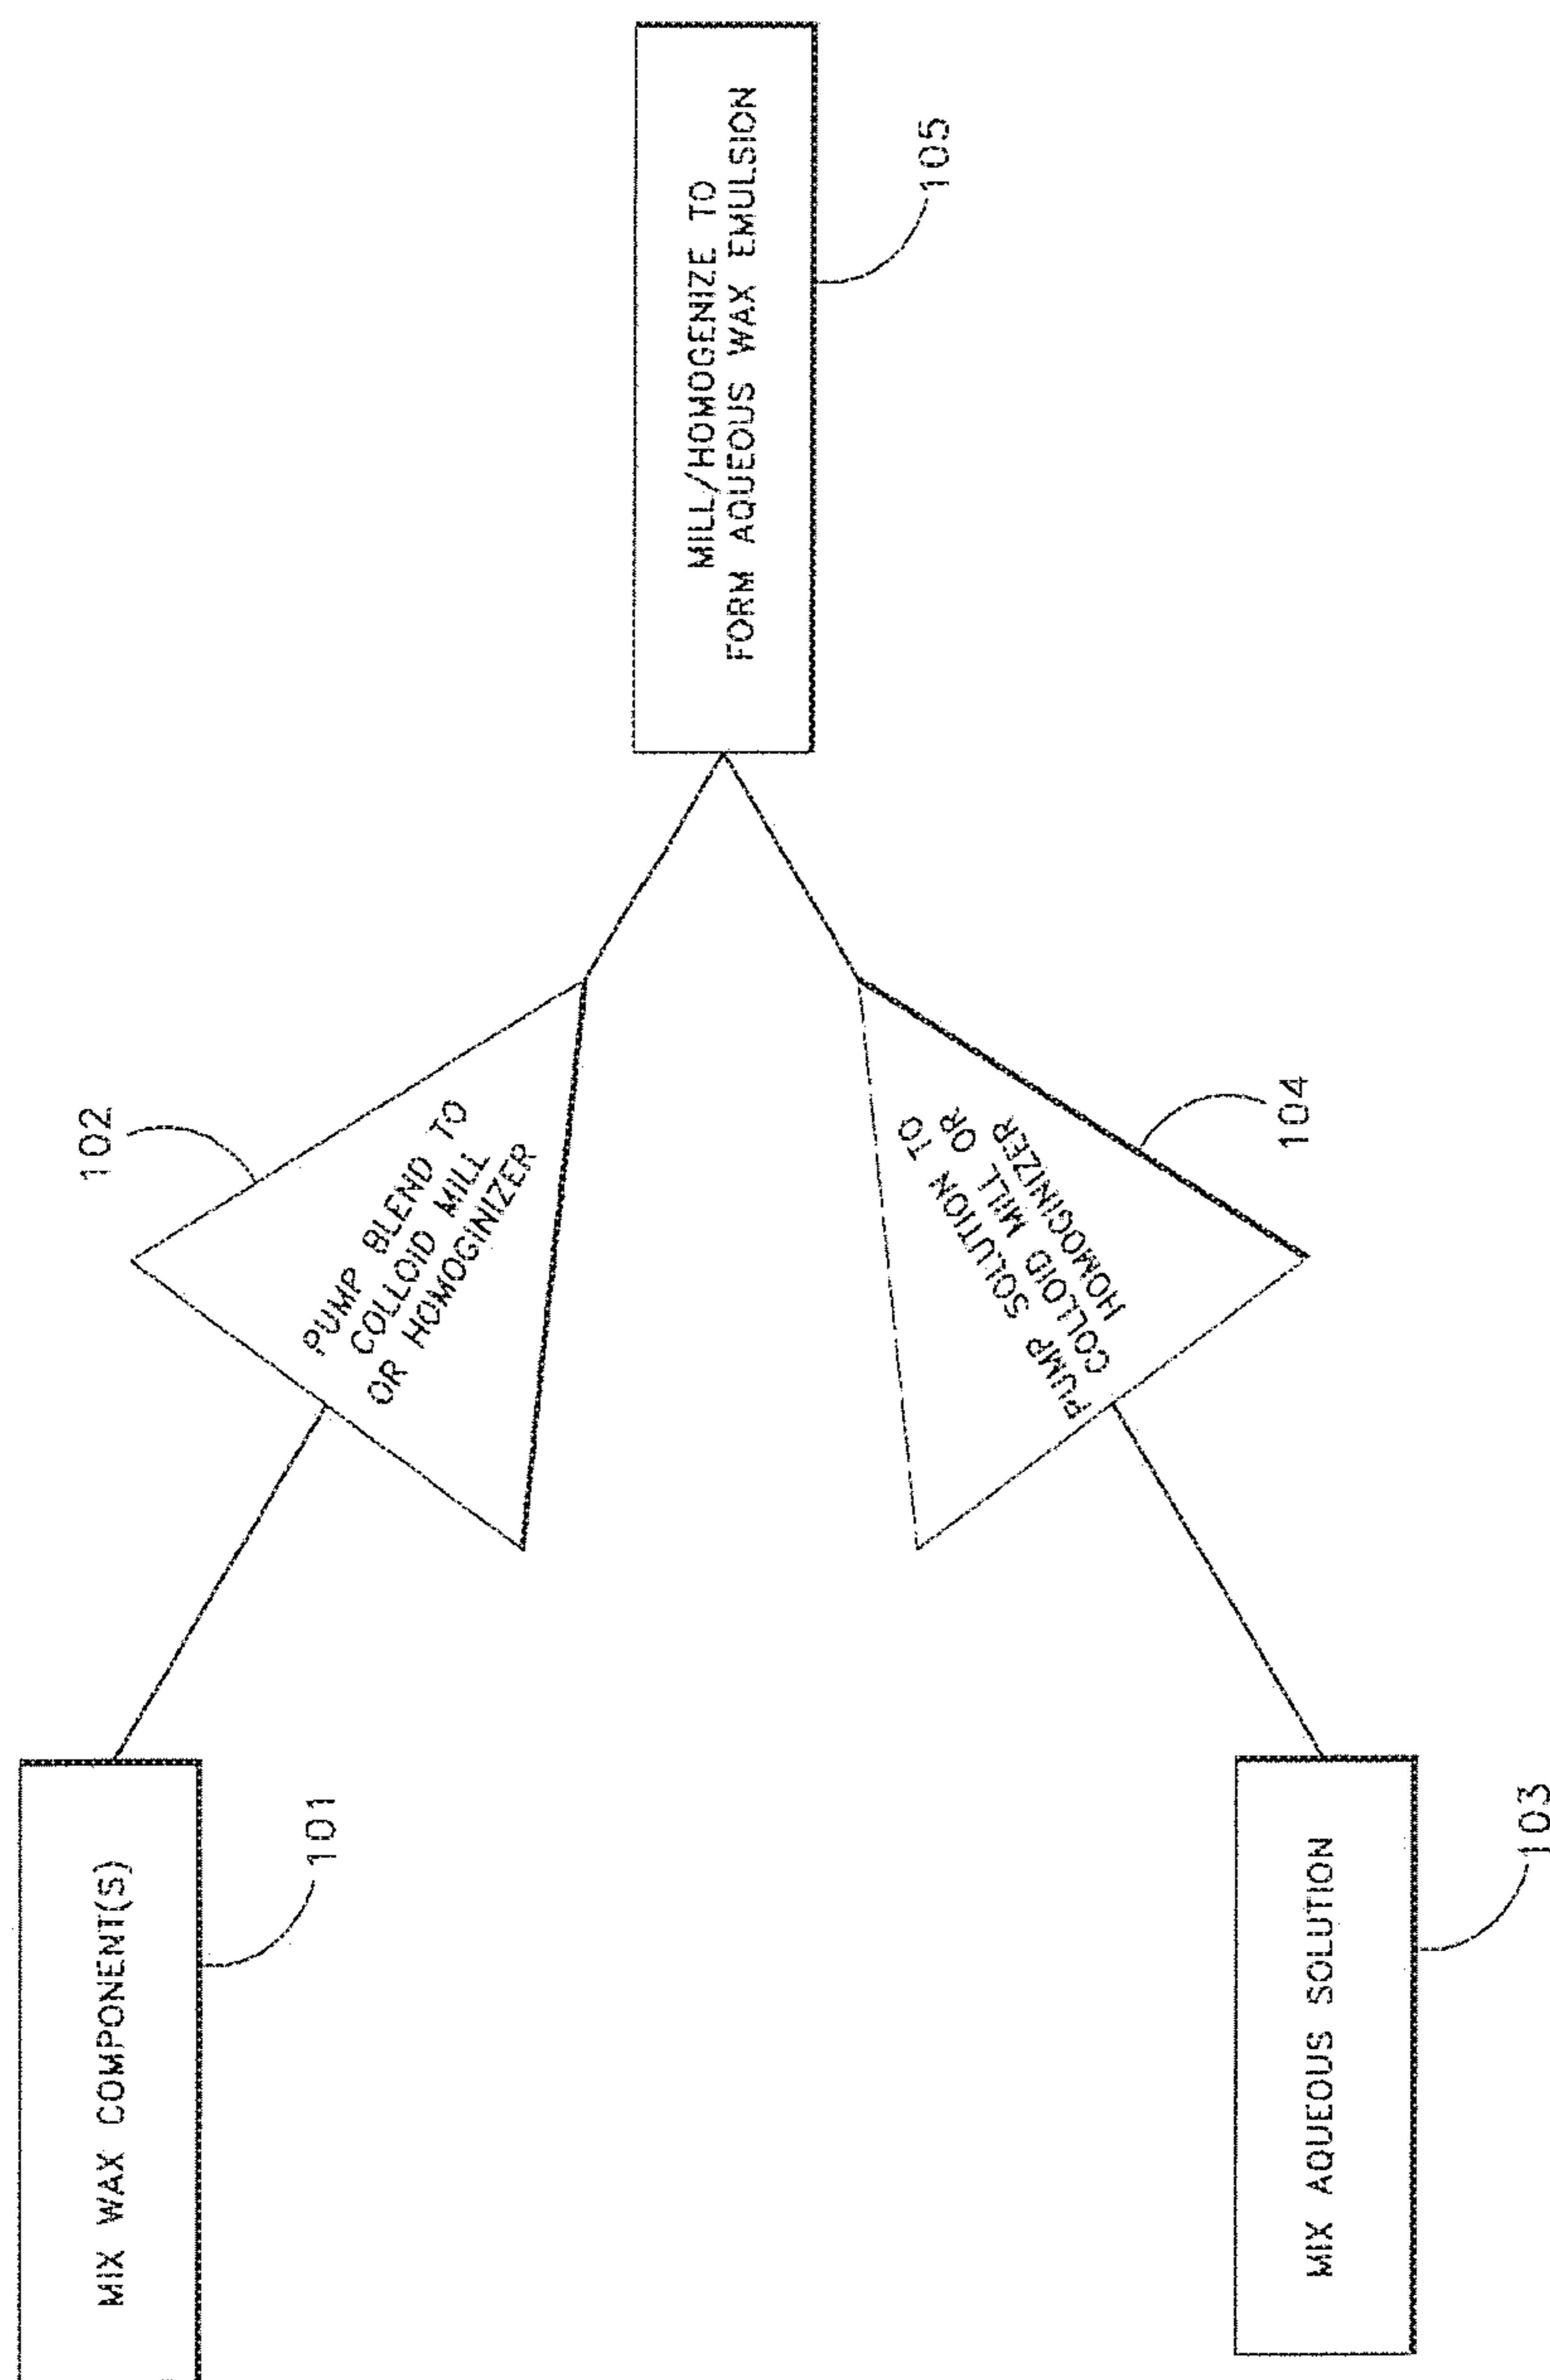 MIX WAX COMPONENT(S)
101
PUMP BLEND TO
COLLOID MILL
OR HOMOGINIZER
102
MIX AQUEOUS SOLUTION
103
PUMP SOLUTION TO
COLLOID MILL OR
HOMOGINIZER
104
MILL/HOMOGENIZE TO
FORM AQUEOUS WAX EMULSION
105